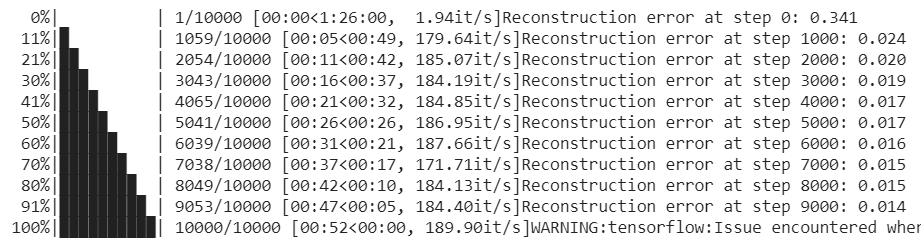 0%| | 1/10000 [00:00<1:26:00, 1.94it/s]Reconstruction error at step 0: 0.341
11%| | 1059/10000 [00:05<00:49, 179.64it/s]Reconstruction error at step 1000: 0.024
21%| | 2054/10000 [00:11<00:42, 185.07it/s]Reconstruction error at step 2000: 0.020
30%| | 3043/10000 [00:16<00:37, 184.19it/s]Reconstruction error at step 3000: 0.019
41%| | 4065/10000 [00:21<00:32, 184.85it/s]Reconstruction error at step 4000: 0.017
50%| | 5041/10000 [00:26<00:26, 186.95it/s]Reconstruction error at step 5000: 0.017
60%| | 6039/10000 [00:31<00:21, 187.66it/s]Reconstruction error at step 6000: 0.016
70%| | 7038/10000 [00:37<00:17, 171.71it/s]Reconstruction error at step 7000: 0.015
80%| | 8049/10000 [00:42<00:10, 184.13it/s]Reconstruction error at step 8000: 0.015
91%| | 9053/10000 [00:47<00:05, 184.40it/s]Reconstruction error at step 9000: 0.014
100%| | 10000/10000 [00:52<00:00, 189.90it/s]WARNING:tensorflow:Issue encountered